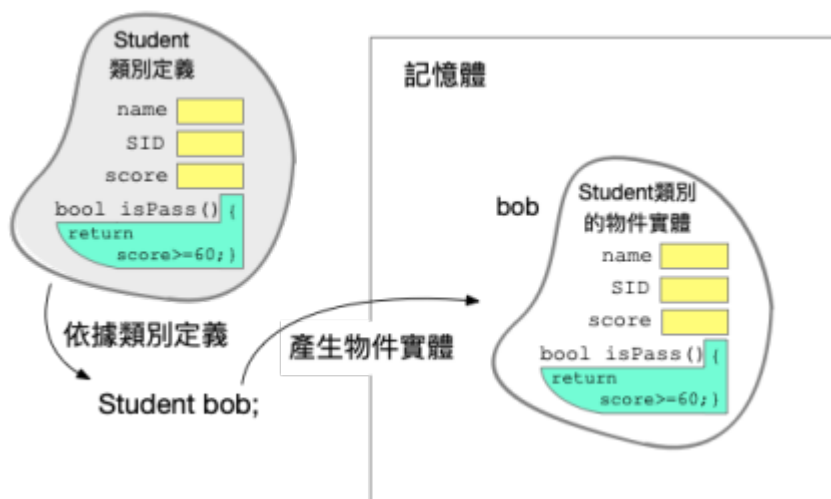 Student
類別定義
name
SID
score
bool isPass() {
return
score>=60;}
依據類別定義
Student bob;
產生物件實體
記憶體
bob
Student類別
的物件實體
name
SID
score
bool isPass() {
return
score>=60;}